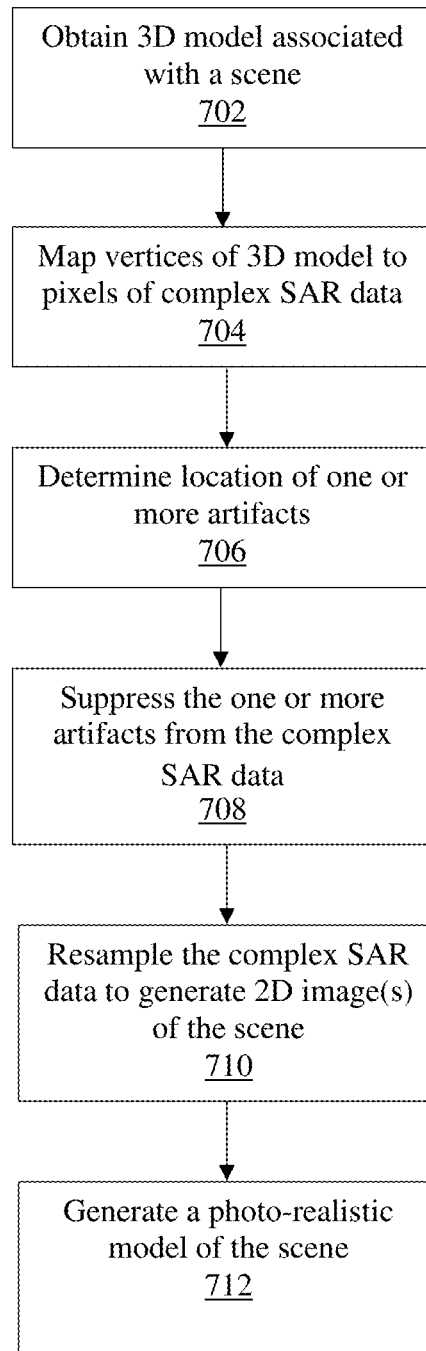 Obtain 3D model associated
with a scene
702
Map vertices of 3D model to
pixels of complex SAR data
704
Determine location of one or
more artifacts
706
Suppress the one or more
artifacts from the complex
SAR data
708
Resample the complex SAR
data to generate 2D image(s)
of the scene
710
Generate a photo-realistic
model of the scene
712